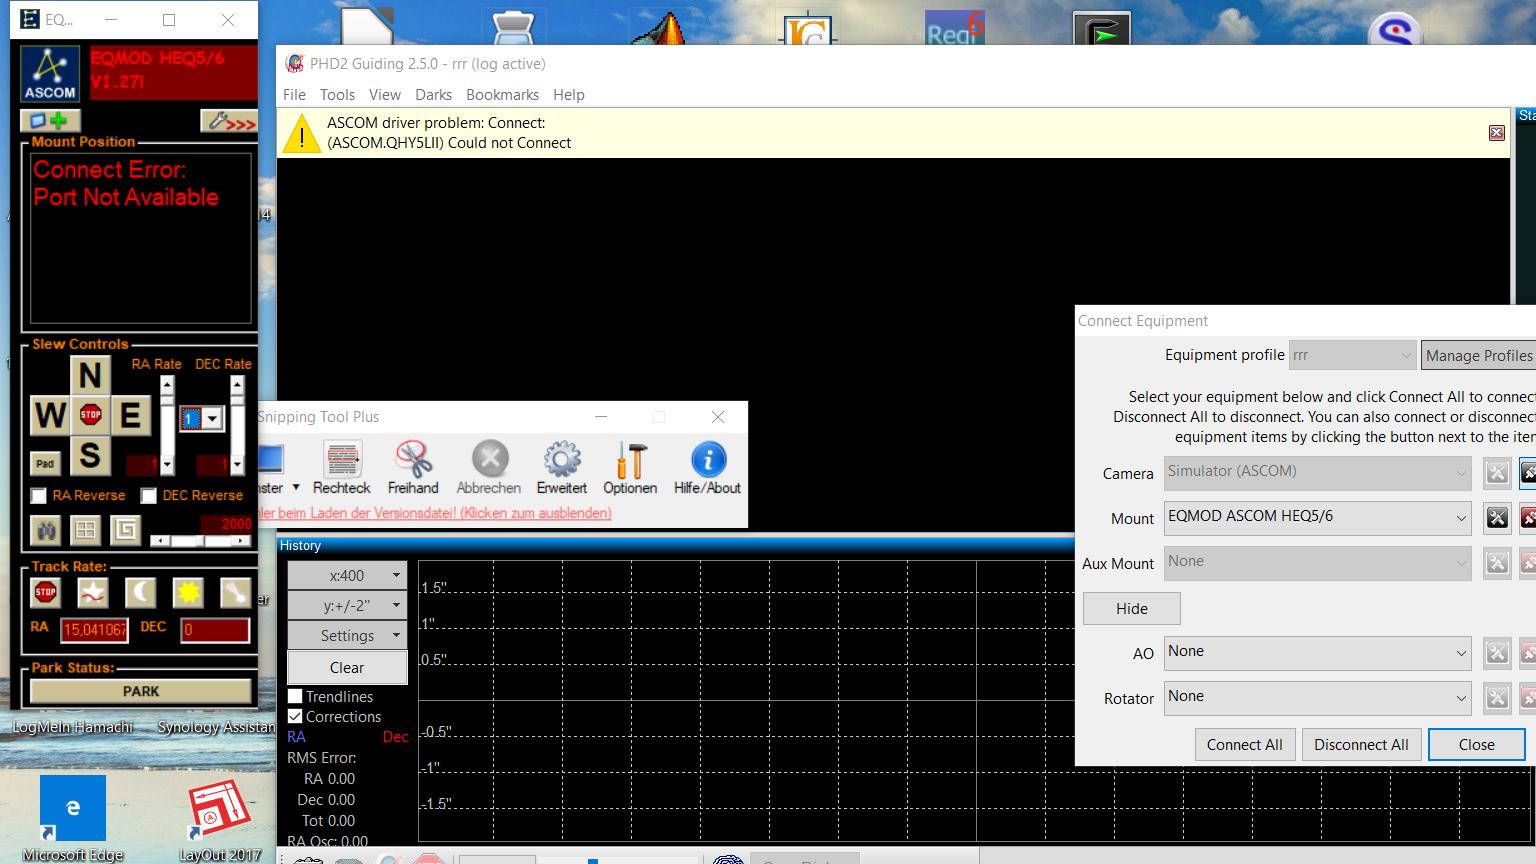 EQ...
ASCOM
EQMOD HEQ5/6
V1.27i
>>>
Mount Position
Connect Error:
Port Not Available
Slew Controls
RA Rate DEC Rate
N
W STOP E
S
1
Pad
1 1
RA Reverse DEC Reverse
2000
Track Rate:
STOP
RA 15,041067 DEC 0
Park Status:
PARK
LogMeIn Hamachi
Synology Assistan
Microsoft Edge
LayOut 2017
Regi 6
PHD2 Guiding 2.5.0 - rrr (log active)
File Tools View Darks Bookmarks Help
ASCOM driver problem: Connect:
(ASCOM.QHY5LII) Could not Connect
Sta
Snipping Tool Plus
nster Rechteck Freihand Abbrechen Erweitert Optionen Hilfe/About
hler beim Laden der Versionsdatei! (Klicken zum ausblenden)
History
x:400
y:+/-2"
Settings
Clear
Trendlines
Corrections
RA Dec
RMS Error:
RA 0.00
Dec 0.00
Tot 0.00
RA Osc: 0.00
1.5"
1"
0.5"
-0.5"
-1"
-1.5"
Connect Equipment
Equipment profile rrr Manage Profiles
Select your equipment below and click Connect All to connect
Disconnect All to disconnect. You can also connect or disconnect
equipment items by clicking the button next to the item
Camera Simulator (ASCOM)
Mount EQMOD ASCOM HEQ5/6
Aux Mount None
Hide
AO None
Rotator None
Connect All Disconnect All Close